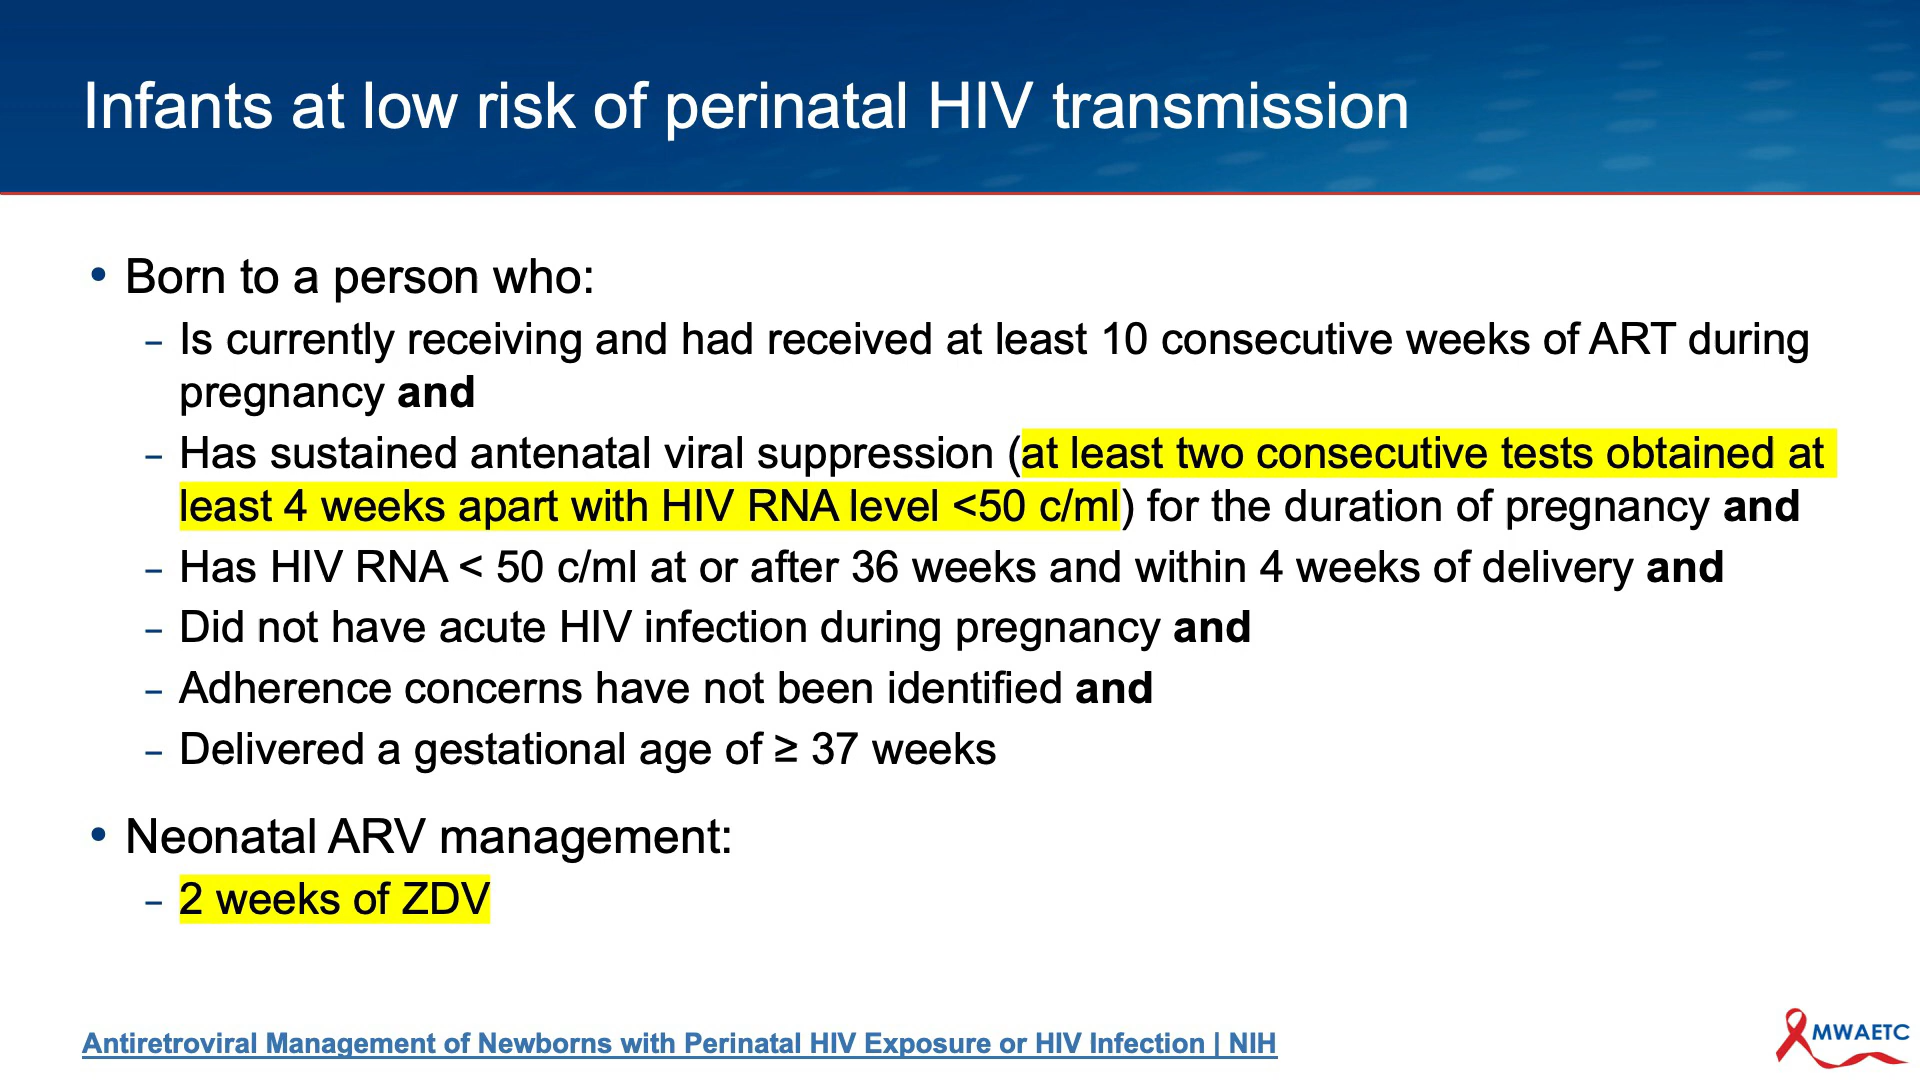 Infants at low risk of perinatal HIV transmission
• Born to a person who:
– Is currently receiving and had received at least 10 consecutive weeks of ART during
pregnancy and
– Has sustained antenatal viral suppression (at least two consecutive tests obtained at
least 4 weeks apart with HIV RNA level <50 c/ml) for the duration of pregnancy and
– Has HIV RNA < 50 c/ml at or after 36 weeks and within 4 weeks of delivery and
– Did not have acute HIV infection during pregnancy and
– Adherence concerns have not been identified and
– Delivered a gestational age of ≥ 37 weeks
• Neonatal ARV management:
– 2 weeks of ZDV
Antiretroviral Management of Newborns with Perinatal HIV Exposure or HIV Infection | NIH
MWAETC